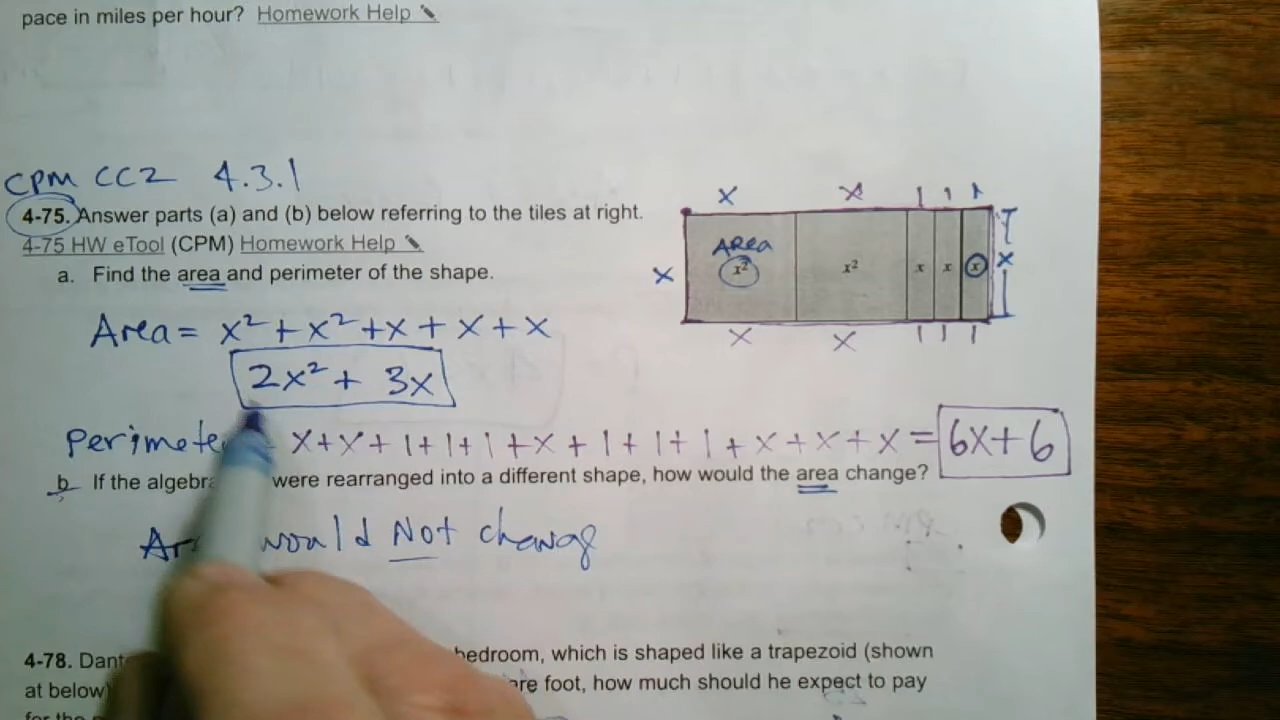 pace in miles per hour? Homework Help
CPM CC2 4.3.1
4-75. Answer parts (a) and (b) below referring to the tiles at right.
4-75 HW eTool (CPM) Homework Help
a. Find the area and perimeter of the shape.
x x 1 1 1
x AREA x² x² x x x x
x x 1 1 1
Area = x² + x² + x + x + x
2x² + 3x
Perimeter x+x+1+1+1+x+1+1+1+x+x+x = 6x+6
b. If the algebra were rearranged into a different shape, how would the area change?
would Not change
4-78. bedroom, which is shaped like a trapezoid (shown
at below) foot, how much should he expect to pay
for the